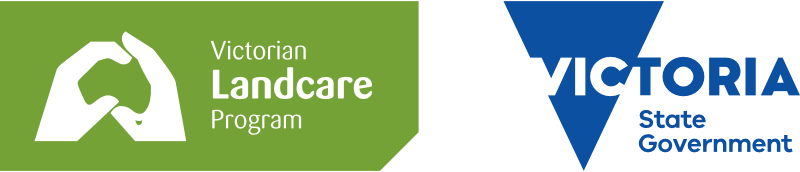 Victorian
Landcare
Program
VICTORIA
State
Government